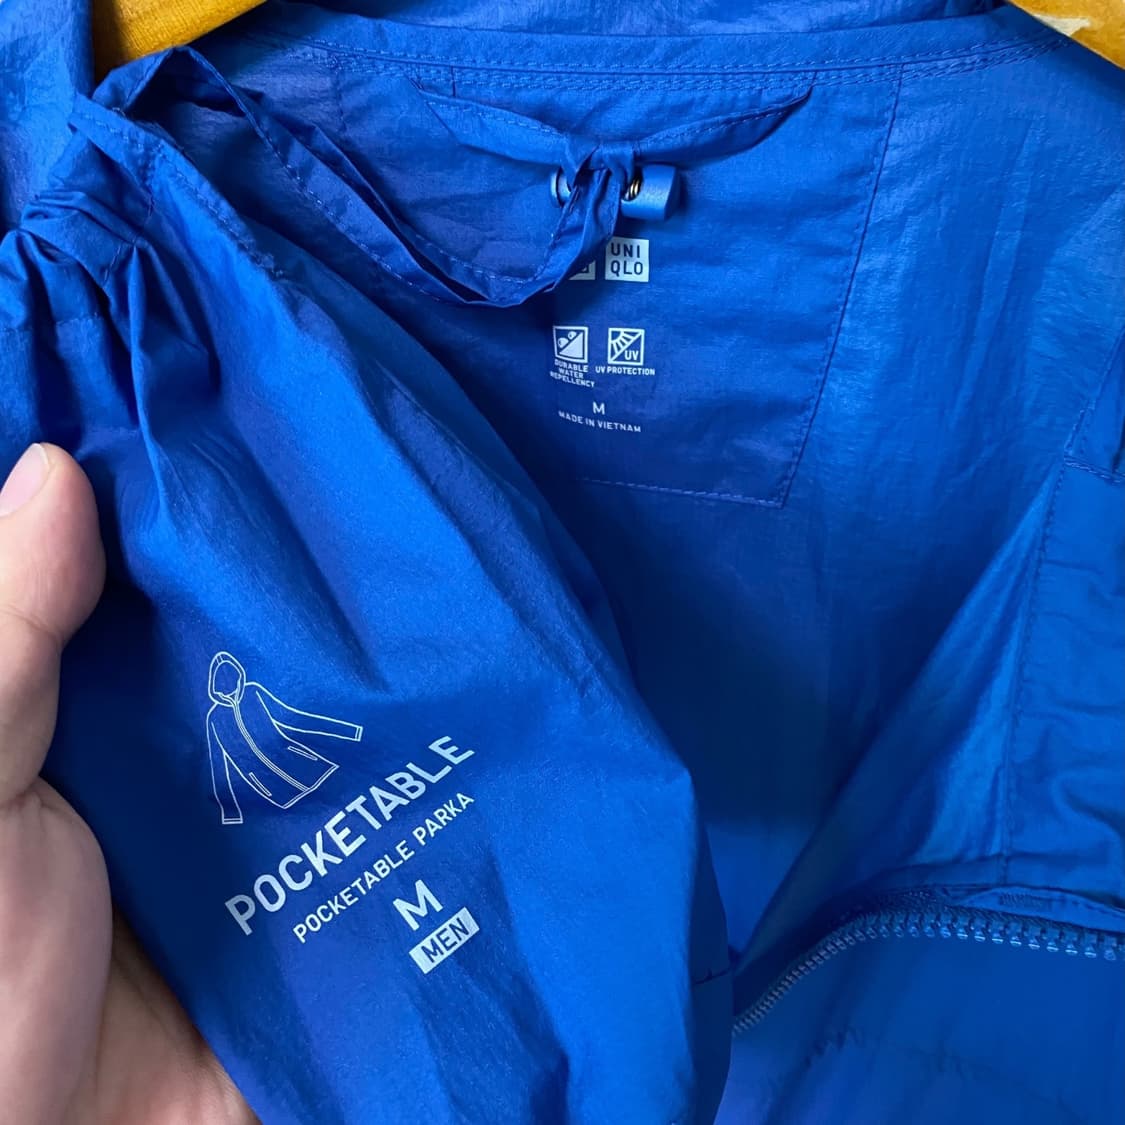 UNI
QLO
DURABLE
WATER
REPELLENCY
UV
UV PROTECTION
M
MADE IN VIETNAM
POCKETABLE
POCKETABLE PARKA
M
MEN